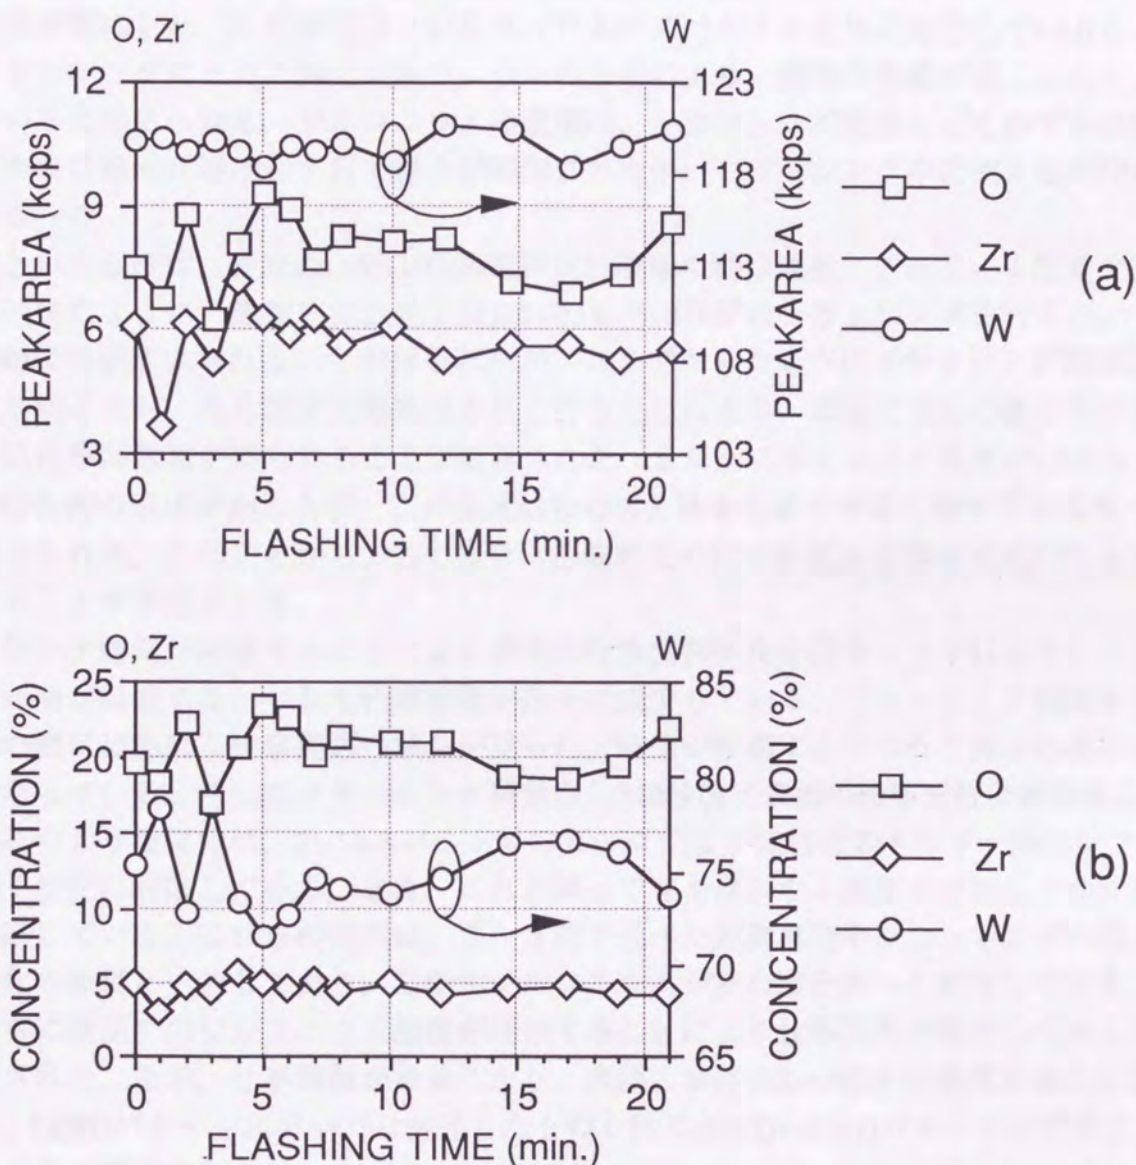 O, Zr W
12 123
9 118
6 113
3 108
103
0 5 10 15 20
PEAKAREA (kcps)
PEAKAREA (kcps)
FLASHING TIME (min.)
O
Zr
W
(a)
O, Zr W
25 85
20 80
15 75
10 70
5 65
0
0 5 10 15 20
CONCENTRATION (%)
CONCENTRATION (%)
FLASHING TIME (min.)
O
Zr
W
(b)